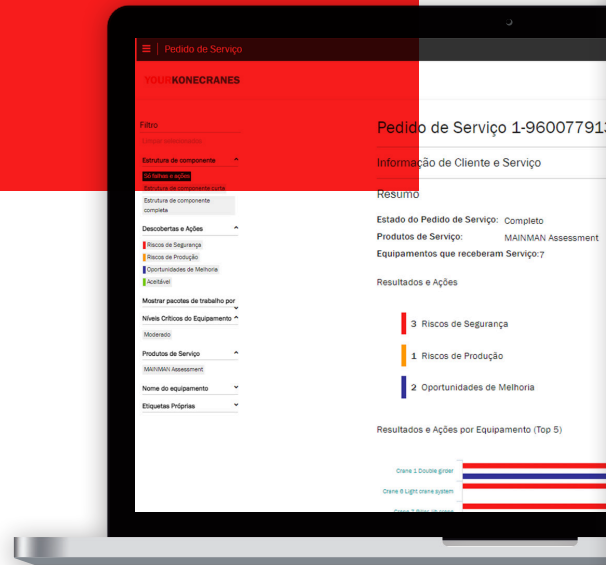 Pedido de Serviço
YOURKONECRANES
Filtro
Limpar selecionados
Estrutura de componente
Só falhas e ações
Estrutura de componente curta
Estrutura de componente
completa
Descobertas e Ações
Riscos de Segurança
Riscos de Produção
Oportunidades de Melhoria
Aceitável
Mostrar pacotes de trabalho por
Níveis Críticos do Equipamento
Moderado
Produtos de Serviço
MAINMAN Assessment
Nome do equipamento
Etiquetas Próprias
Pedido de Serviço 1-960077913
Informação de Cliente e Serviço
Resumo
Estado do Pedido de Serviço: Completo
Produtos de Serviço: MAINMAN Assessment
Equipamentos que receberam Serviço:7
Resultados e Ações
3 Riscos de Segurança
1 Riscos de Produção
2 Oportunidades de Melhoria
Resultados e Ações por Equipamento (Top 5)
Crane 1 Double girder
Crane 6 Light crane system